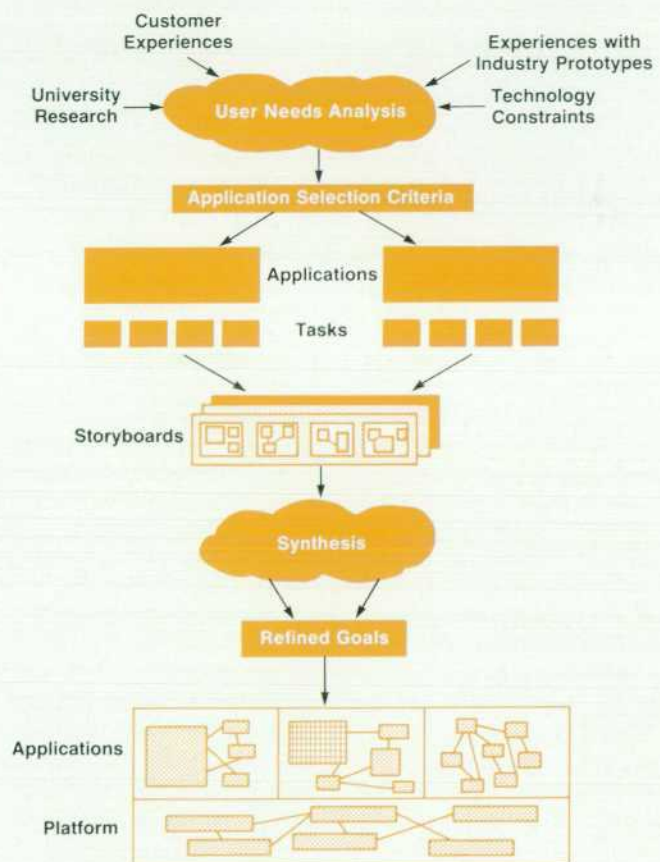 Customer
Experiences
Experiences with
Industry Prototypes
University
Research
User Needs Analysis
Technology
Constraints
Application Selection Criteria
Applications
Tasks
Storyboards
Synthesis
Refined Goals
Applications
Platform